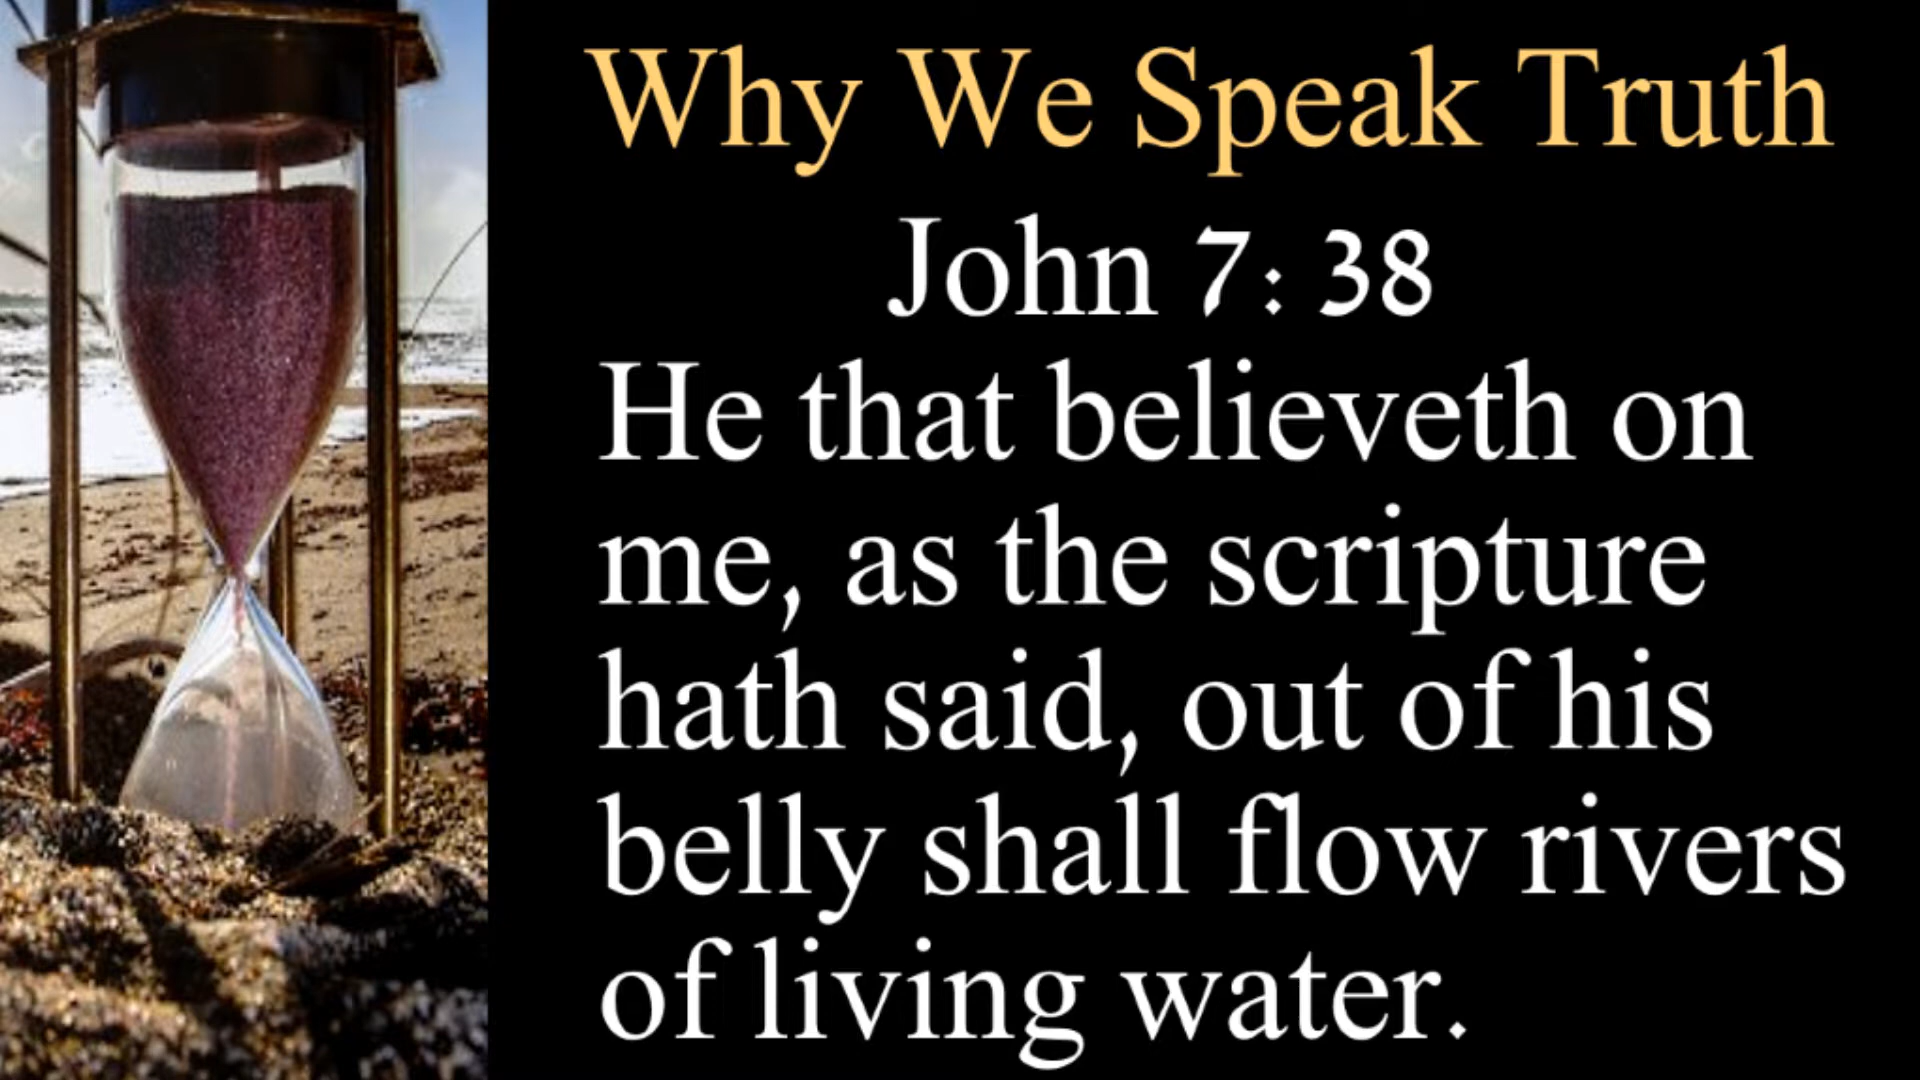 Why We Speak Truth
John 7: 38
He that believeth on
me, as the scripture
hath said, out of his
belly shall flow rivers
of living water.